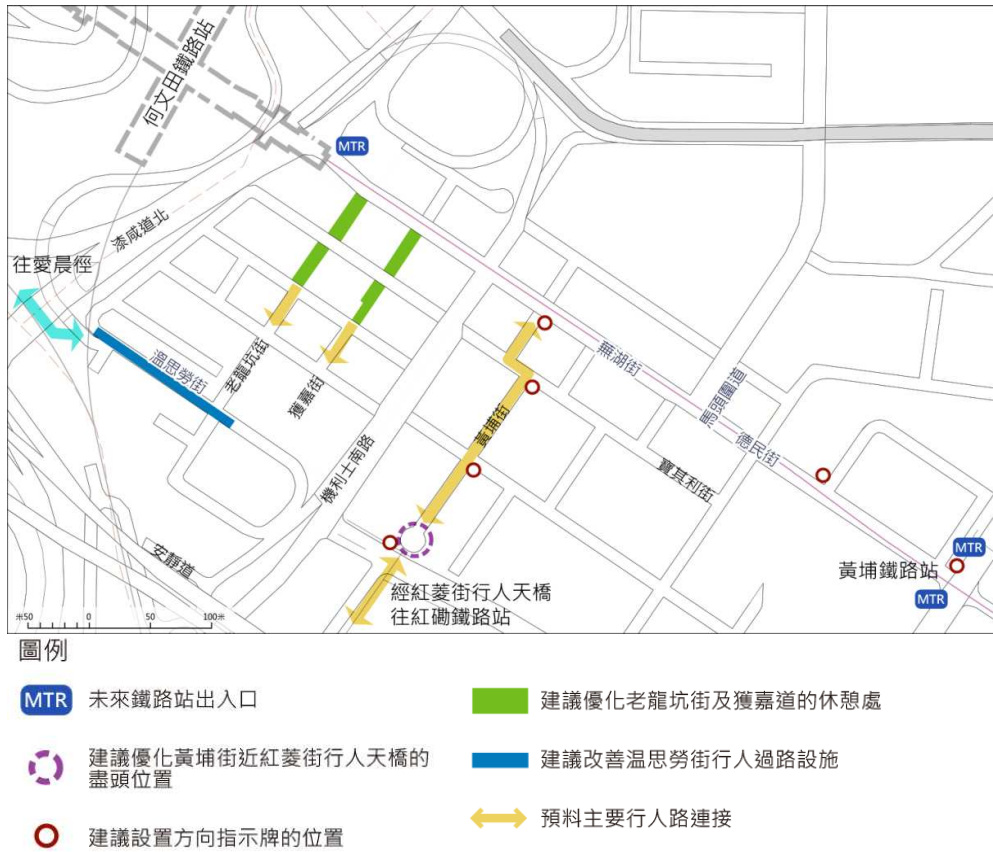 何文田鐵路站
MTR
漆咸道北
往愛晨徑
溫思勞街
老龍坑街
獲嘉街
機利士南路
黃埔街
蕪湖街
馬頭圍道
德民街
寶其利街
安靜道
黃埔鐵路站
MTR
MTR
經紅菱街行人天橋
往紅磡鐵路站
米50 0 50 100米
圖例
MTR 未來鐵路站出入口
建議優化黃埔街近紅菱街行人天橋的
盡頭位置
建議設置方向指示牌的位置
建議優化老龍坑街及獲嘉道的休憩處
建議改善温思勞街行人過路設施
預料主要行人路連接